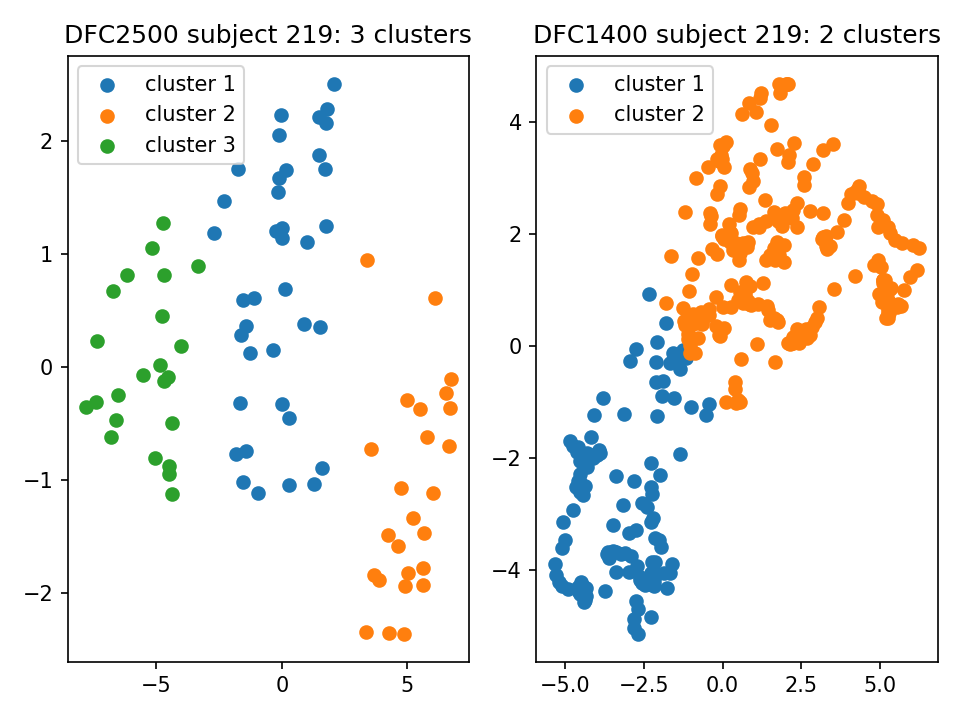 DFC2500 subject 219: 3 clusters
cluster 1
cluster 2
cluster 3
2
1
0
−1
−2
−5
0
5
DFC1400 subject 219: 2 clusters
cluster 1
cluster 2
4
2
0
−2
−4
−5.0
−2.5
0.0
2.5
5.0